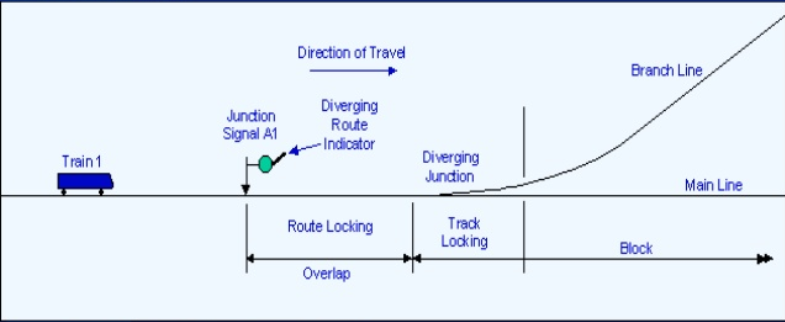 Direction of Travel
Branch Line
Junction
Signal A1
Diverging
Route
Indicator
Train 1
Diverging
Junction
Main Line
Route Locking
Track
Locking
Block
Overlap